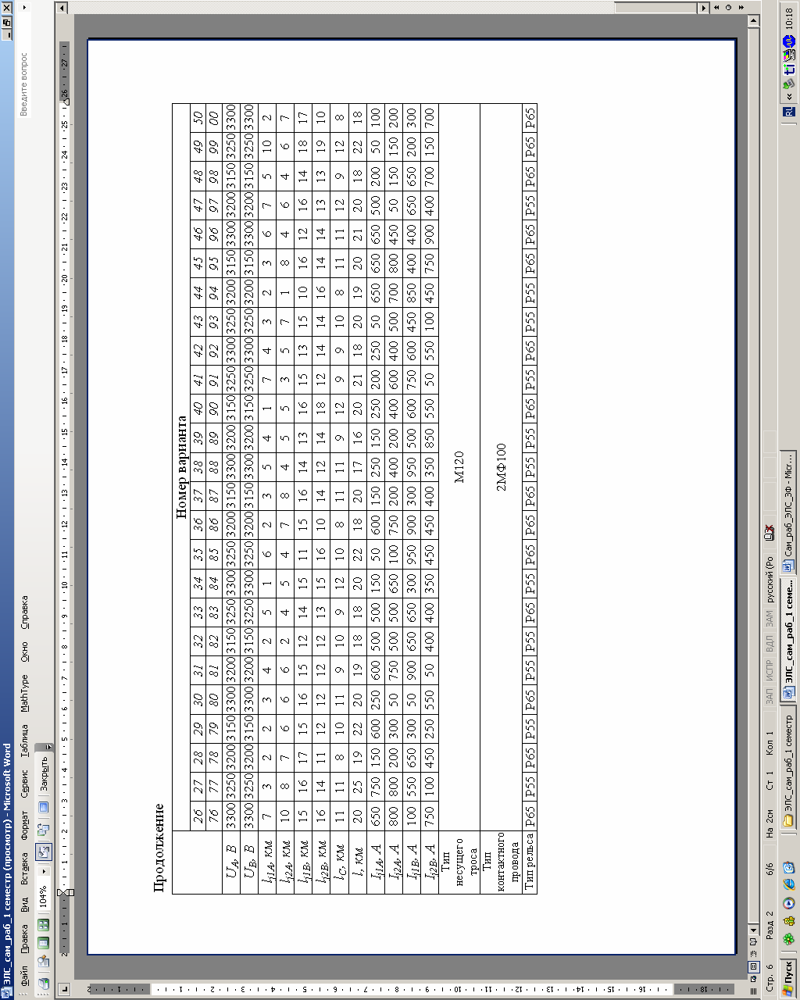 ЭЛС_сам_раб_1 семестр (просмотр) - Microsoft Word
Файл Правка Вид Вставка Формат Сервис Таблица MathType Окно Справка Введите вопрос
104% Закрыть
Продолжение
Номер варианта
26 27 28 29 30 31 32 33 34 35 36 37 38 39 40 41 42 43 44 45 46 47 48 49 50
76 77 78 79 80 81 82 83 84 85 86 87 88 89 90 91 92 93 94 95 96 97 98 99 00
U_A, В 3300 3250 3200 3150 3300 3200 3150 3250 3300 3250 3200 3150 3300 3200 3150 3250 3300 3250 3200 3150 3300 3200 3150 3250 3300
U_B, В 3300 3250 3200 3150 3300 3200 3150 3250 3300 3250 3200 3150 3300 3200 3150 3250 3300 3250 3200 3150 3300 3200 3150 3250 3300
l_j1A, км 7 3 2 2 3 4 2 5 1 6 2 3 5 4 1 7 4 3 2 3 6 7 5 10 2
l_j2A, км 10 8 7 6 6 6 2 4 5 4 7 8 4 5 5 3 5 7 1 8 4 6 4 6 7
l_j1B, км 15 16 17 15 16 15 12 14 15 11 15 16 14 13 16 15 13 15 10 16 12 16 14 18 17
l_j2B, км 16 14 11 12 12 12 12 13 15 16 10 14 12 14 18 12 14 14 16 14 14 13 13 19 10
l_C, км 11 11 8 10 11 9 10 9 12 10 8 11 11 9 12 9 9 10 8 11 11 12 9 12 8
l, км 20 25 19 22 20 19 18 18 20 22 18 20 17 16 20 21 18 20 19 20 21 20 18 22 18
I_j1A, А 650 750 150 600 250 600 500 500 150 50 600 150 250 150 250 200 250 50 650 650 650 500 200 50 100
I_j2A, А 800 800 200 300 50 750 500 500 650 100 750 200 400 200 400 600 400 500 700 800 450 50 150 150 200
I_j1B, А 100 550 650 300 50 900 650 650 300 950 900 300 950 500 600 750 600 450 850 400 400 650 650 200 300
I_j2B, А 750 100 450 250 550 50 400 400 350 450 450 400 350 850 550 50 550 100 450 750 900 400 700 150 700
Тип
несущего
троса
М120
Тип
контактного
провода
2МФ100
Тип рельса Р65 Р55 Р65 Р55 Р65 Р55 Р55 Р65 Р55 Р65 Р65 Р65 Р55 Р55 Р65 Р55 Р65 Р55 Р55 Р65 Р65 Р55 Р65 Р65 Р65
Стр. 6 Разд 2 6/6 На 2см Ст 1 Кол 1 ЗАП ИСПР ВДЛ ЗАМ русский (Ро
Пуск ЭЛС_сам_раб_1 семестр ЭЛС_сам_раб_1 семе... Сам_раб_ЭЛС_ЗФ - Micr... RU « 10:18